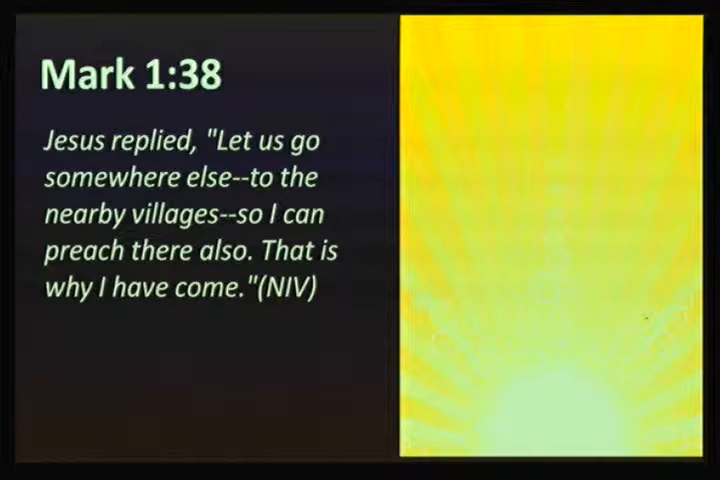 Mark 1:38
Jesus replied, "Let us go
somewhere else--to the
nearby villages--so I can
preach there also. That is
why I have come."(NIV)